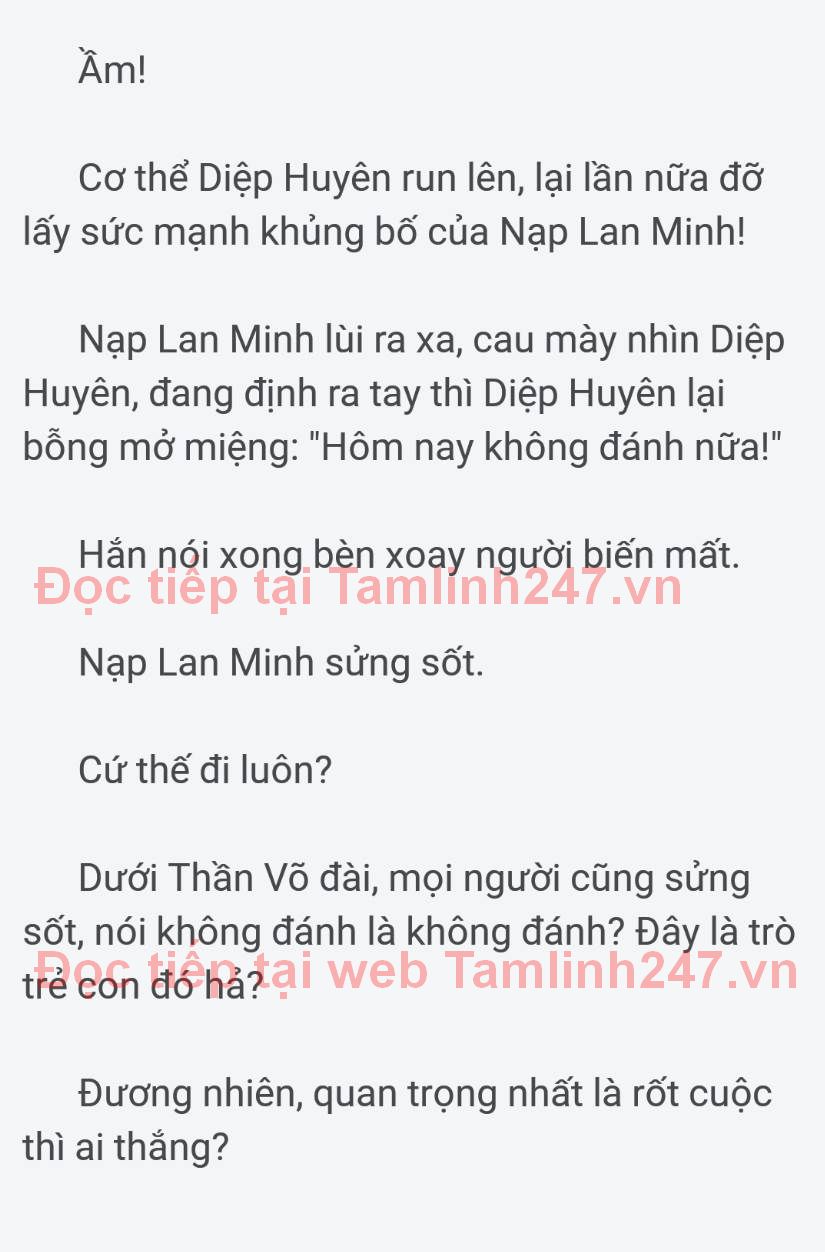 Ầm!
Cơ thể Diệp Huyên run lên, lại lần nữa đỡ
lấy sức mạnh khủng bố của Nạp Lan Minh!
Nạp Lan Minh lùi ra xa, cau mày nhìn Diệp
Huyên, đang định ra tay thì Diệp Huyên lại
bỗng mở miệng: "Hôm nay không đánh nữa!"
Hắn nói xong bèn xoay người biến mất.
Đọc tiếp tại Tamlinh247.vn
Nạp Lan Minh sửng sốt.
Cứ thế đi luôn?
Dưới Thần Võ đài, mọi người cũng sửng
sốt, nói không đánh là không đánh? Đây là trò
Đọc tiếp tại web Tamlinh247.vn
trẻ con đó hả?
Đương nhiên, quan trọng nhất là rốt cuộc
thì ai thắng?